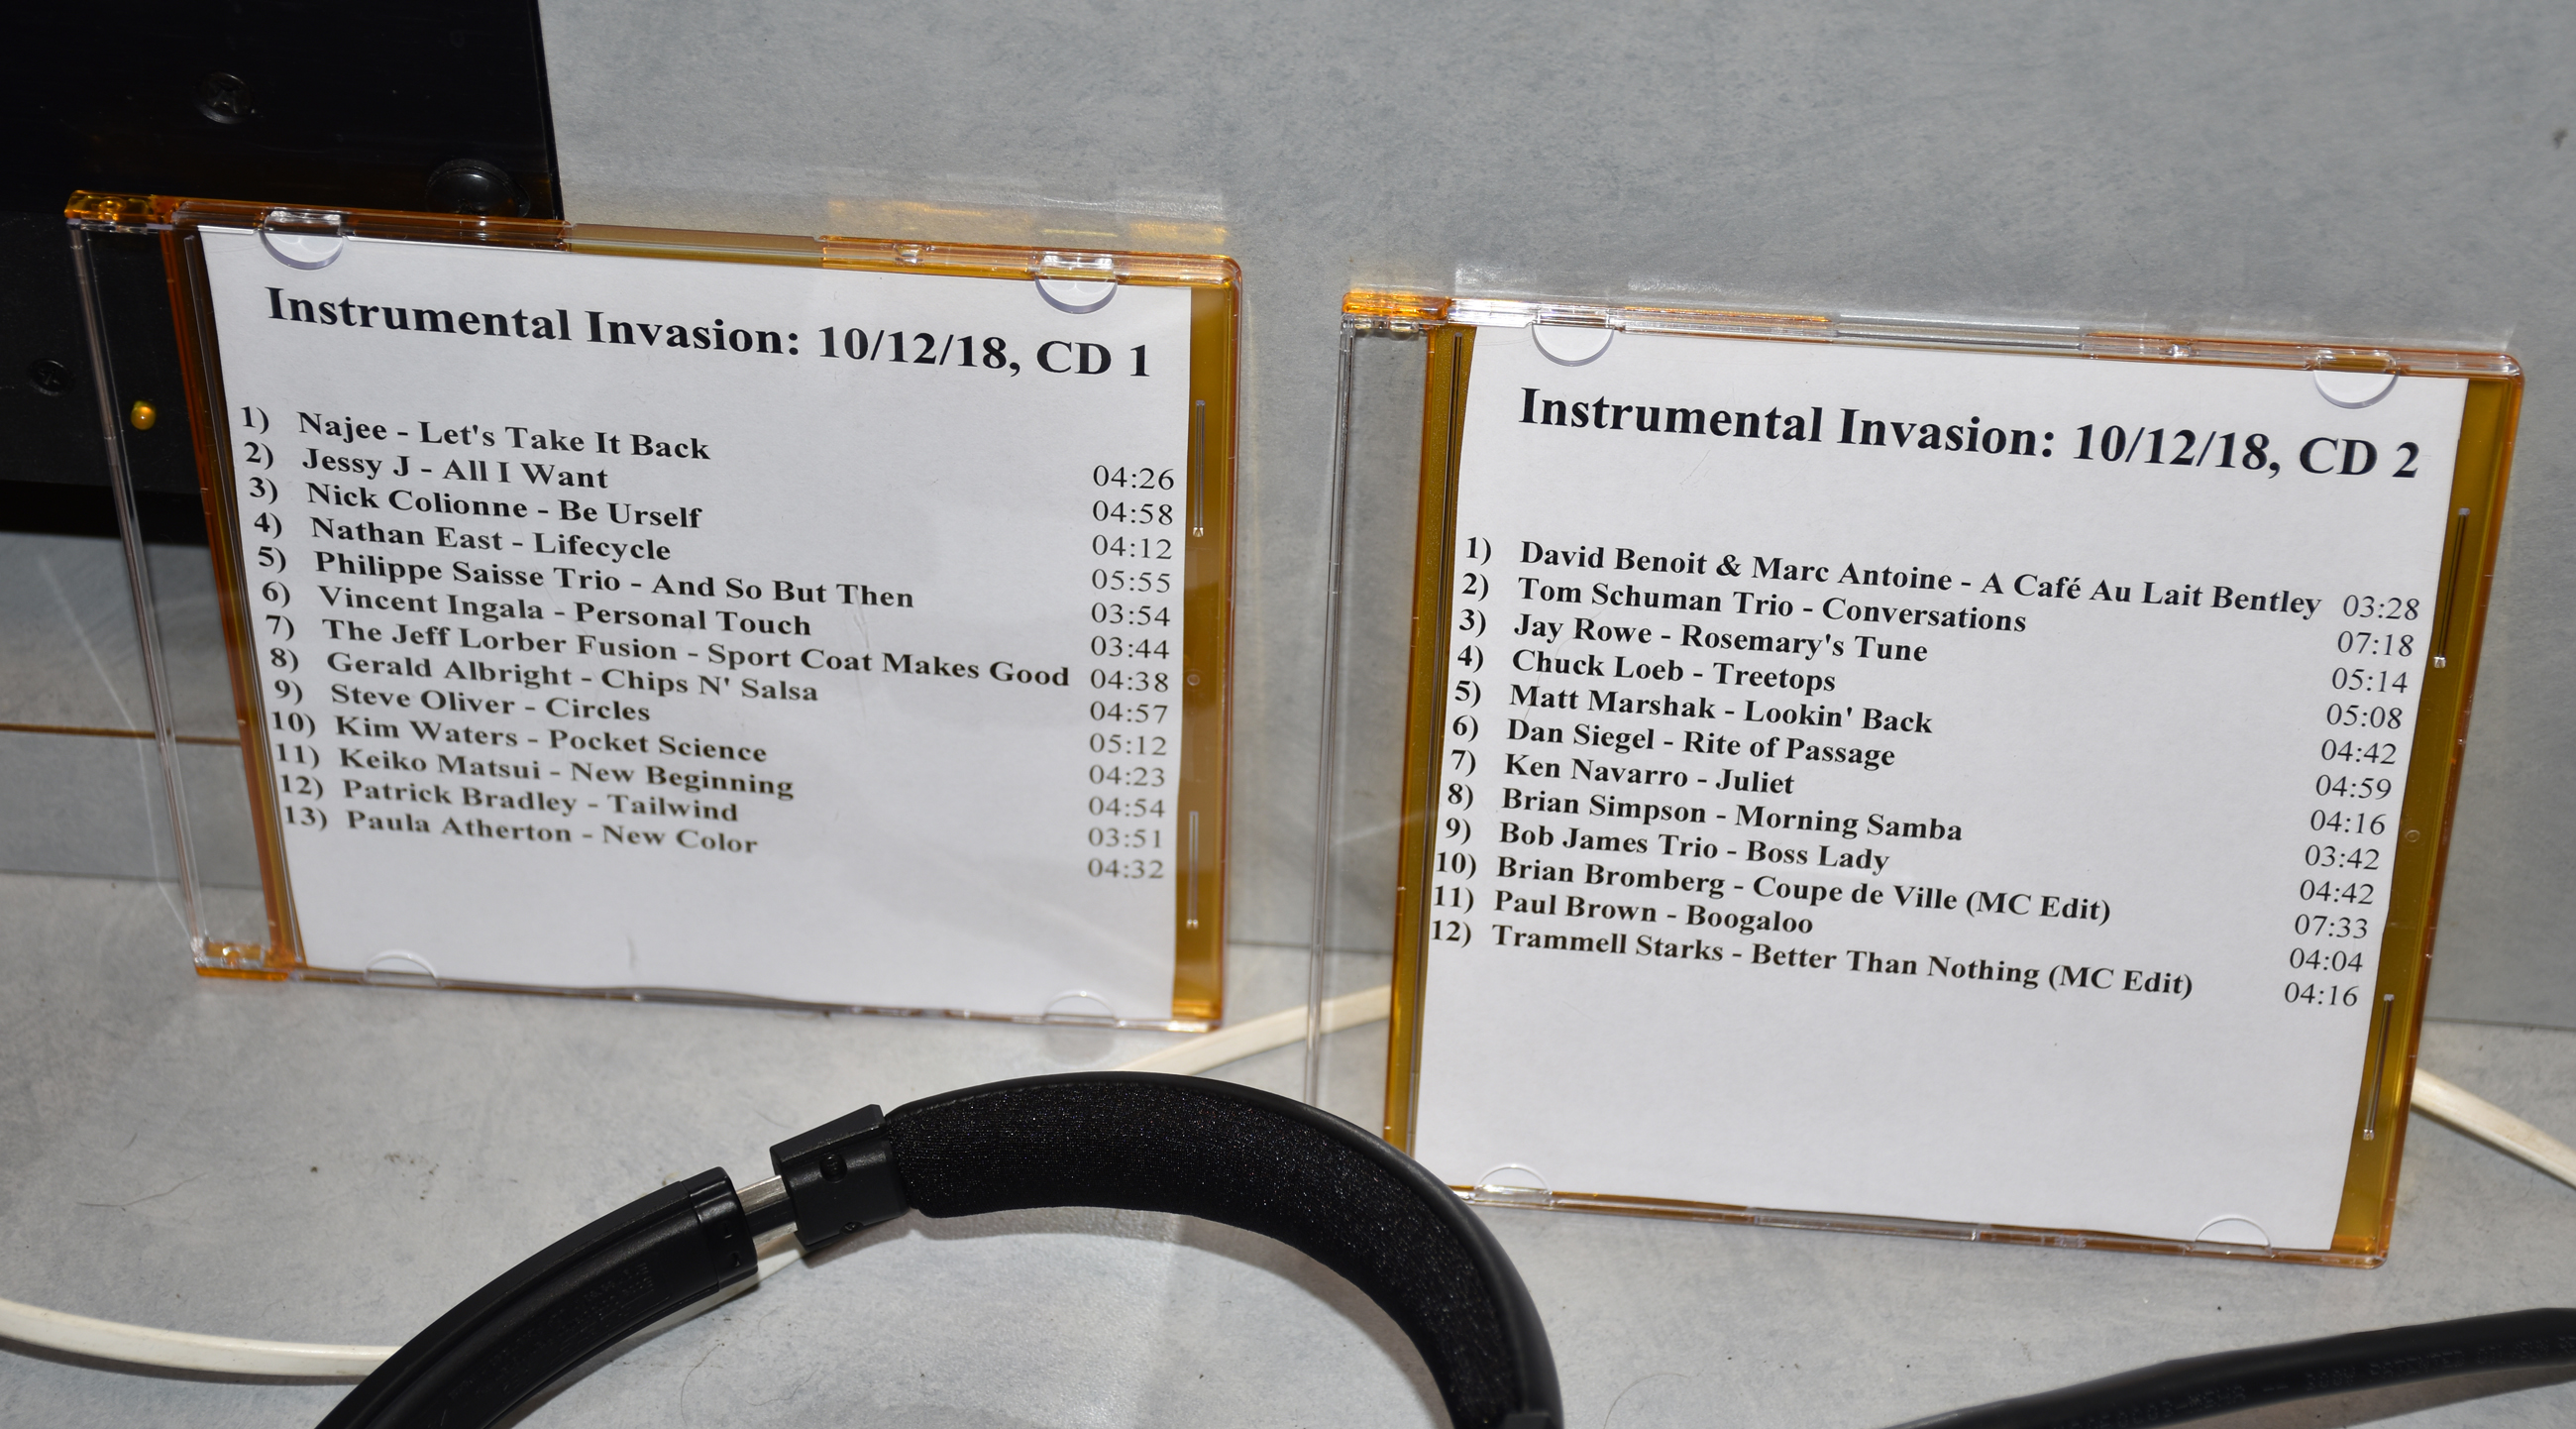 Instrumental Invasion: 10/12/18, CD 1
1) Najee - Let's Take It Back 04:26
2) Jessy J - All I Want 04:58
3) Nick Colionne - Be Urself 04:12
4) Nathan East - Lifecycle 05:55
5) Philippe Saisse Trio - And So But Then 03:54
6) Vincent Ingala - Personal Touch 03:44
7) The Jeff Lorber Fusion - Sport Coat Makes Good 04:38
8) Gerald Albright - Chips N' Salsa 04:57
9) Steve Oliver - Circles 05:12
10) Kim Waters - Pocket Science 04:23
11) Keiko Matsui - New Beginning 04:54
12) Patrick Bradley - Tailwind 03:51
13) Paula Atherton - New Color 04:32
Instrumental Invasion: 10/12/18, CD 2
1) David Benoit & Marc Antoine - A Café Au Lait Bentley 03:28
2) Tom Schuman Trio - Conversations 07:18
3) Jay Rowe - Rosemary's Tune 05:14
4) Chuck Loeb - Treetops 05:08
5) Matt Marshak - Lookin' Back 04:42
6) Dan Siegel - Rite of Passage 04:59
7) Ken Navarro - Juliet 04:16
8) Brian Simpson - Morning Samba 03:42
9) Bob James Trio - Boss Lady 04:42
10) Brian Bromberg - Coupe de Ville (MC Edit) 07:33
11) Paul Brown - Boogaloo 04:04
12) Trammell Starks - Better Than Nothing (MC Edit) 04:16